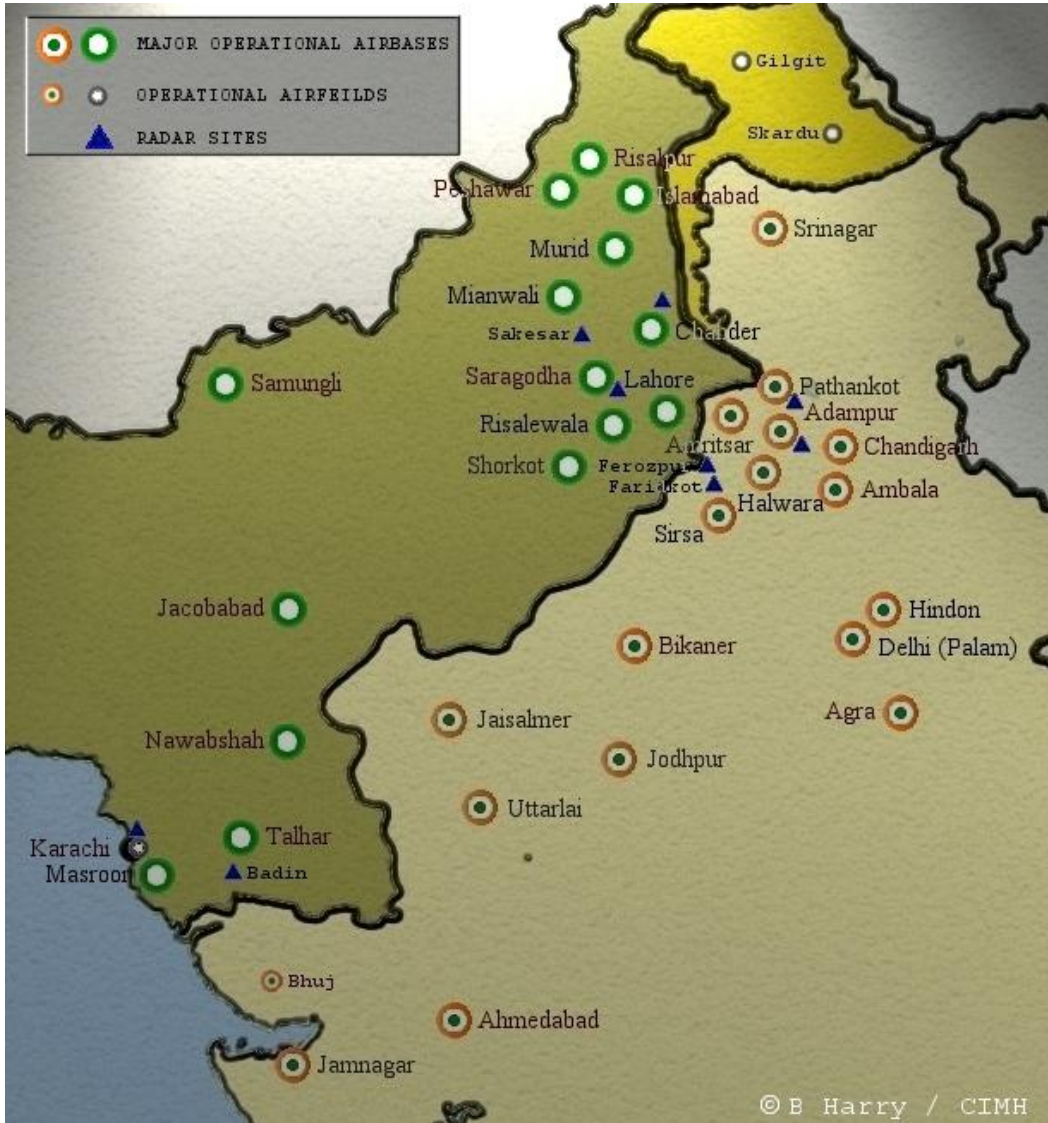 MAJOR OPERATIONAL AIRBASES
OPERATIONAL AIRFEILDS
RADAR SITES
Gilgit
Skardu
Risalpur
Peshawar
Islamabad
Srinagar
Murid
Mianwali
Sakesar
Chahder
Samungli
Saragodha
Lahore
Pathankot
Adampur
Risalewala
Amritsar
Chandigarh
Shorkot
Ferozpur
Faridkot
Ambala
Halwara
Sirsa
Jacobabad
Hindon
Bikaner
Delhi (Palam)
Jaisalmer
Agra
Nawabshah
Jodhpur
Uttarlai
Talhar
Karachi
Masroor
Badin
Bhuj
Ahmedabad
Jamnagar
© B Harry / CIMH